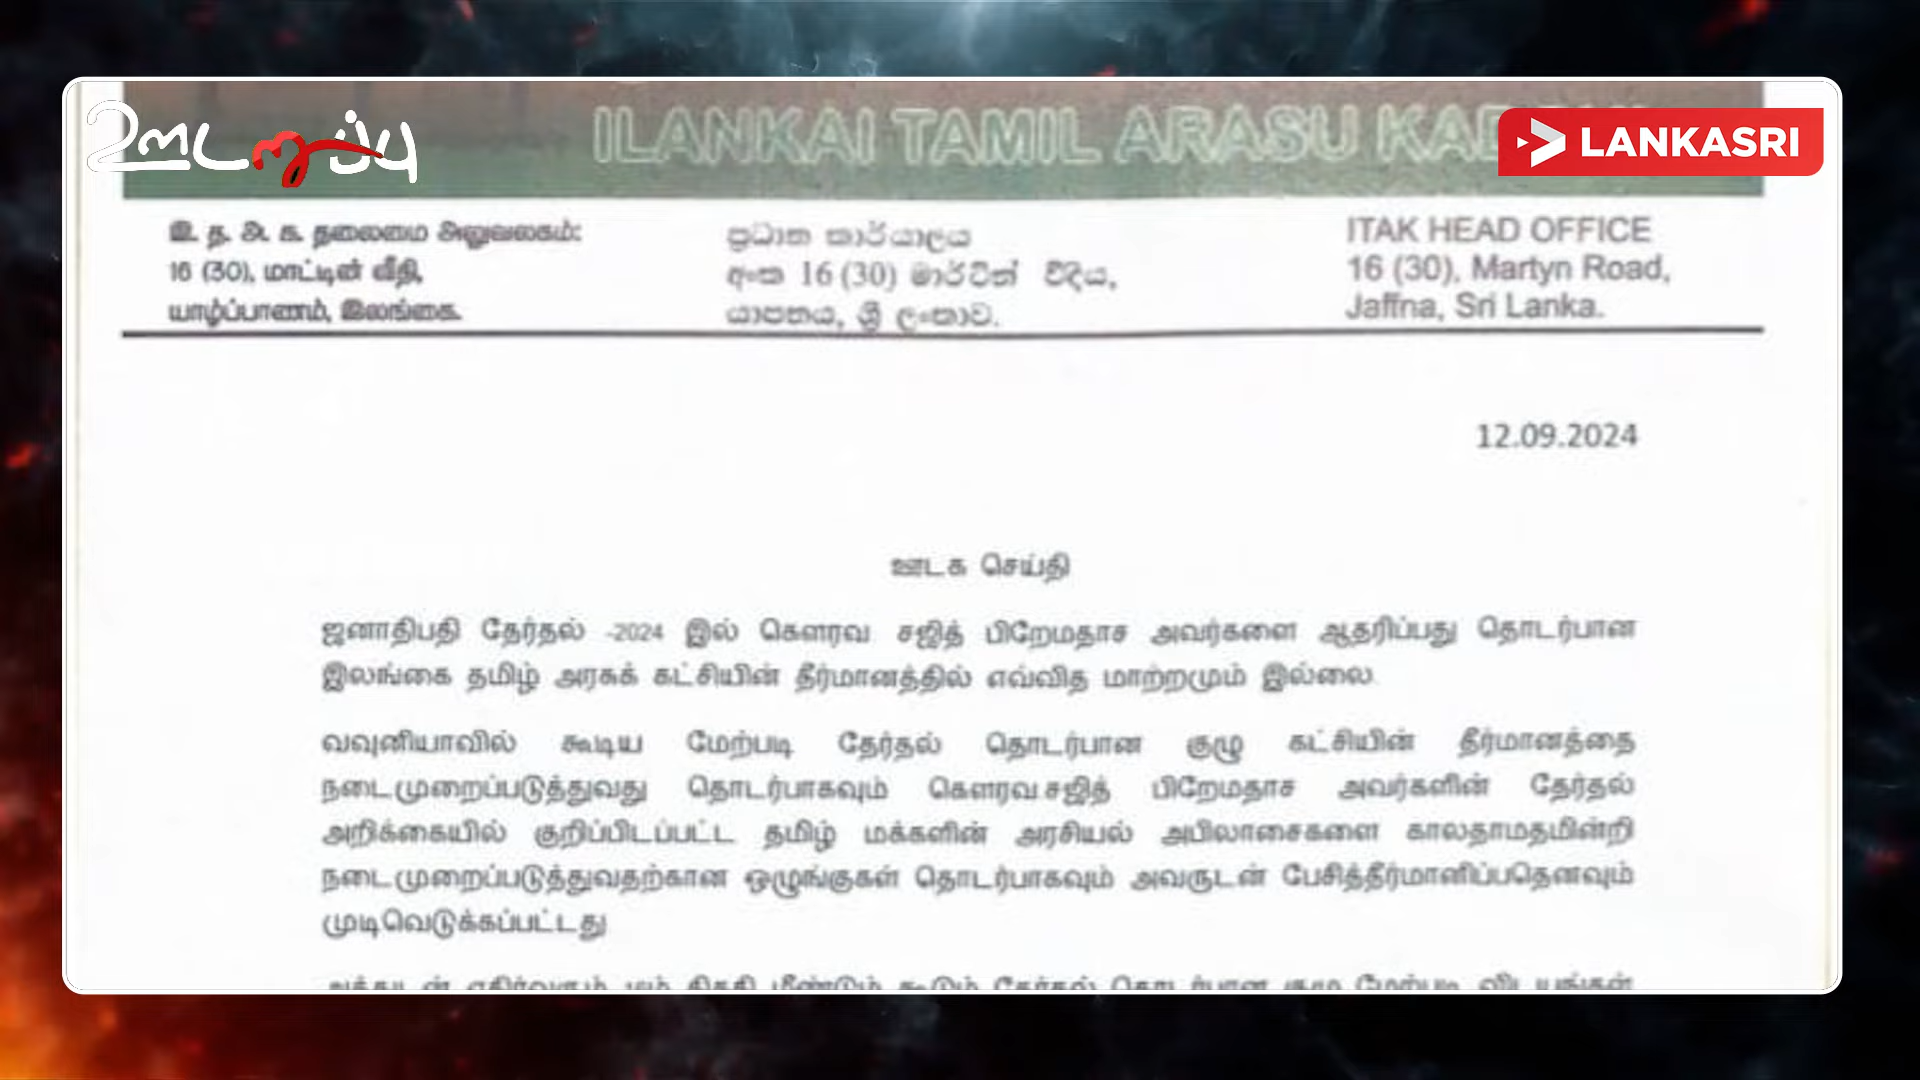 ஊடறுப்பு
ILANKAI TAMIL ARASU
LANKASRI
இ. த. அ. க. தலைமை அலுவலகம்:
16 (30), மாட்டின் வீதி,
யாழ்ப்பாணம், இலங்கை.
ප්‍රධාන කාර්යාලය
අංක 16 (30) මාර්ටින් වීදිය,
යාපනය, ශ්‍රී ලංකාව.
ITAK HEAD OFFICE
16 (30), Martyn Road,
Jaffna, Sri Lanka.
12.09.2024
ஊடக செய்தி
ஜனாதிபதி தேர்தல் -2024 இல் கௌரவ சஜித் பிறேமதாச அவர்களை ஆதரிப்பது தொடர்பான
இலங்கை தமிழ் அரசுக் கட்சியின் தீர்மானத்தில் எவ்வித மாற்றமும் இல்லை.
வவுனியாவில் கூடிய மேற்படி தேர்தல் தொடர்பான குழு கட்சியின் தீர்மானத்தை
நடைமுறைப்படுத்துவது தொடர்பாகவும் கௌரவ.சஜித் பிறேமதாச அவர்களின் தேர்தல்
அறிக்கையில் குறிப்பிடப்பட்ட தமிழ் மக்களின் அரசியல் அபிலாசைகளை காலதாமதமின்றி
நடைமுறைப்படுத்துவதற்கான ஒழுங்குகள் தொடர்பாகவும் அவருடன் பேசித்தீர்மானிப்பதெனவும்
முடிவெடுக்கப்பட்டது